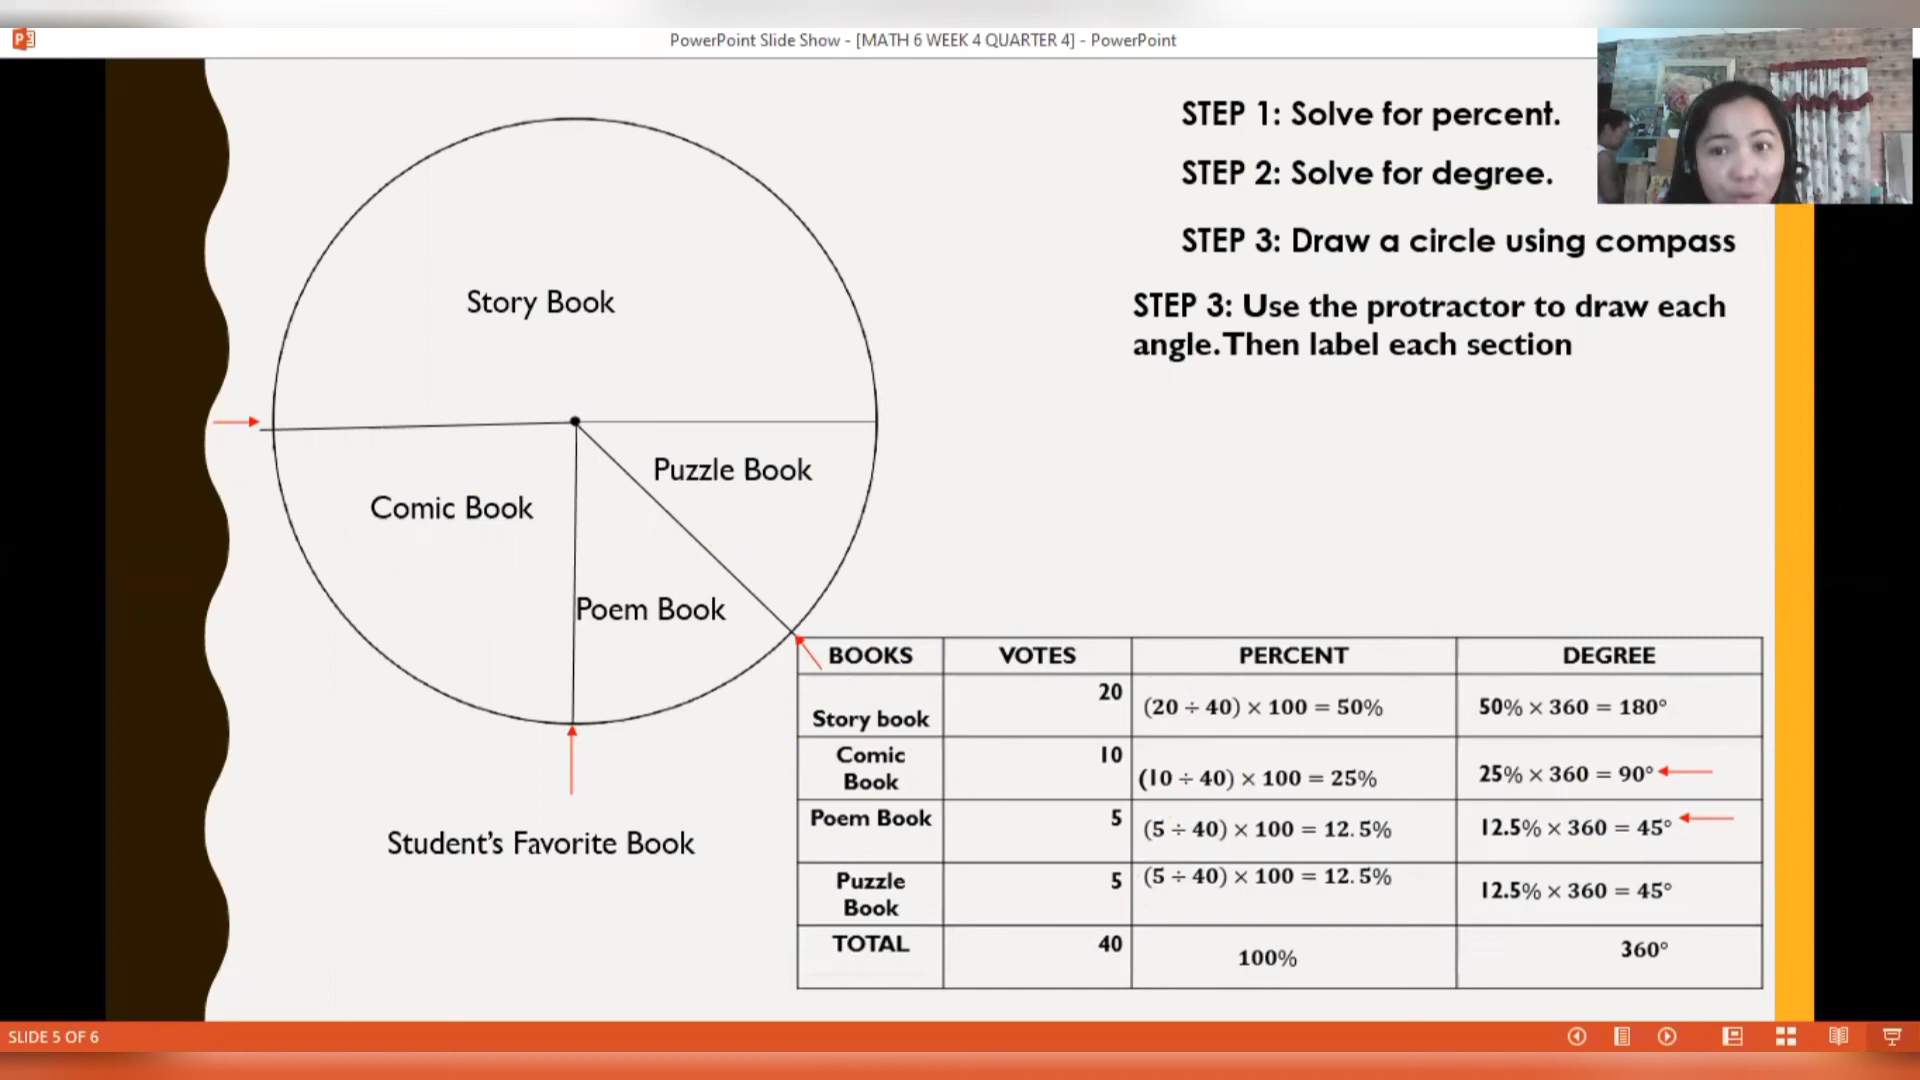 PowerPoint Slide Show - [MATH 6 WEEK 4 QUARTER 4] - PowerPoint
STEP 1: Solve for percent.
STEP 2: Solve for degree.
STEP 3: Draw a circle using compass
STEP 3: Use the protractor to draw each
angle.Then label each section
Story Book
Puzzle Book
Comic Book
Poem Book
Student's Favorite Book
BOOKS VOTES PERCENT DEGREE
Story book 20 (20 ÷ 40) × 100 = 50% 50% × 360 = 180°
Comic
Book 10 (10 ÷ 40) × 100 = 25% 25% × 360 = 90°
Poem Book 5 (5 ÷ 40) × 100 = 12.5% 12.5% × 360 = 45°
Puzzle
Book 5 (5 ÷ 40) × 100 = 12.5% 12.5% × 360 = 45°
TOTAL 40 100% 360°
SLIDE 5 OF 6